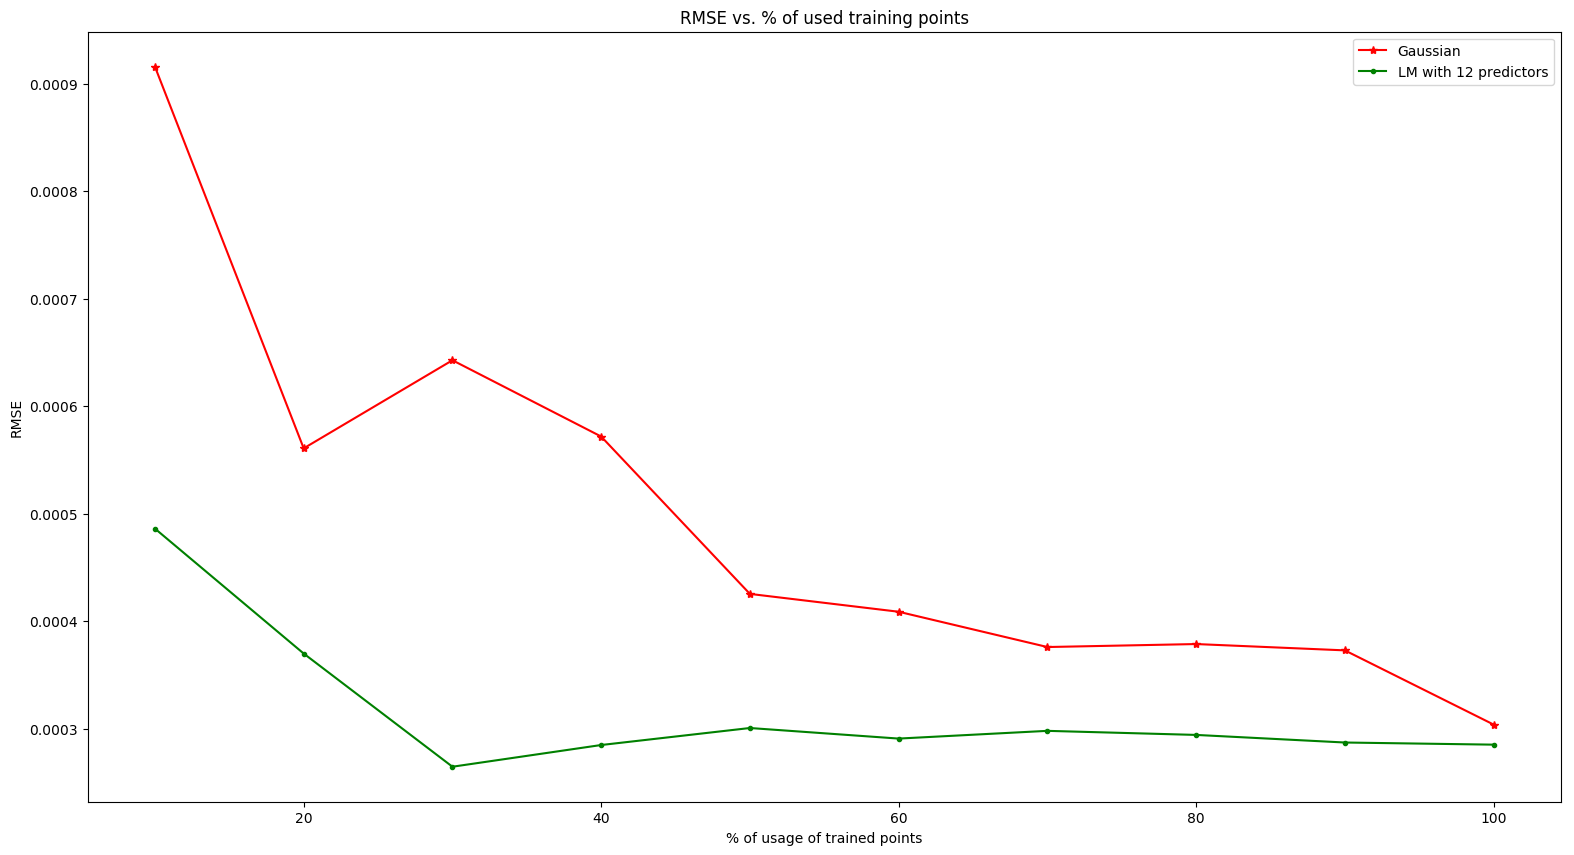 RMSE vs. % of used training points
Gaussian
LM with 12 predictors
0.0009
0.0008
0.0007
0.0006
0.0005
0.0004
0.0003
RMSE
20 40 60 80 100
% of usage of trained points